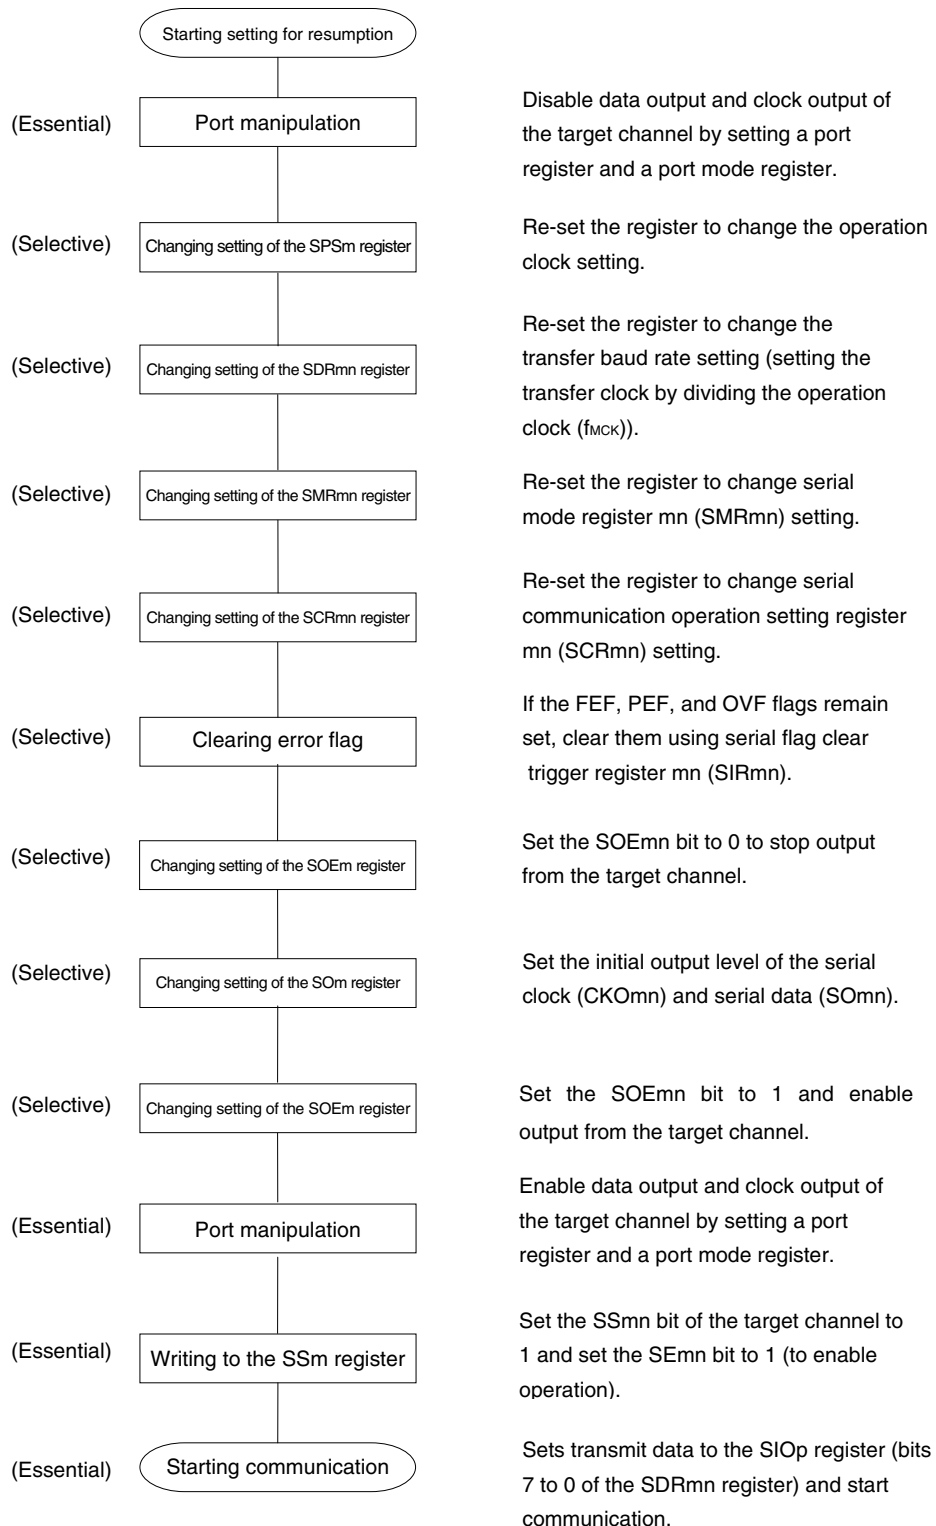 Starting setting for resumption
(Essential)
Port manipulation
Disable data output and clock output of
the target channel by setting a port
register and a port mode register.
(Selective)
Changing setting of the SPSm register
Re-set the register to change the operation
clock setting.
(Selective)
Changing setting of the SDRmn register
Re-set the register to change the
transfer baud rate setting (setting the
transfer clock by dividing the operation
clock (fMCK)).
(Selective)
Changing setting of the SMRmn register
Re-set the register to change serial
mode register mn (SMRmn) setting.
(Selective)
Changing setting of the SCRmn register
Re-set the register to change serial
communication operation setting register
mn (SCRmn) setting.
(Selective)
Clearing error flag
If the FEF, PEF, and OVF flags remain
set, clear them using serial flag clear
trigger register mn (SIRmn).
(Selective)
Changing setting of the SOEm register
Set the SOEmn bit to 0 to stop output
from the target channel.
(Selective)
Changing setting of the SOm register
Set the initial output level of the serial
clock (CKOmn) and serial data (SOmn).
(Selective)
Changing setting of the SOEm register
Set the SOEmn bit to 1 and enable
output from the target channel.
(Essential)
Port manipulation
Enable data output and clock output of
the target channel by setting a port
register and a port mode register.
(Essential)
Writing to the SSm register
Set the SSmn bit of the target channel to
1 and set the SEmn bit to 1 (to enable
operation).
(Essential)
Starting communication
Sets transmit data to the SIOp register (bits
7 to 0 of the SDRmn register) and start
communication.